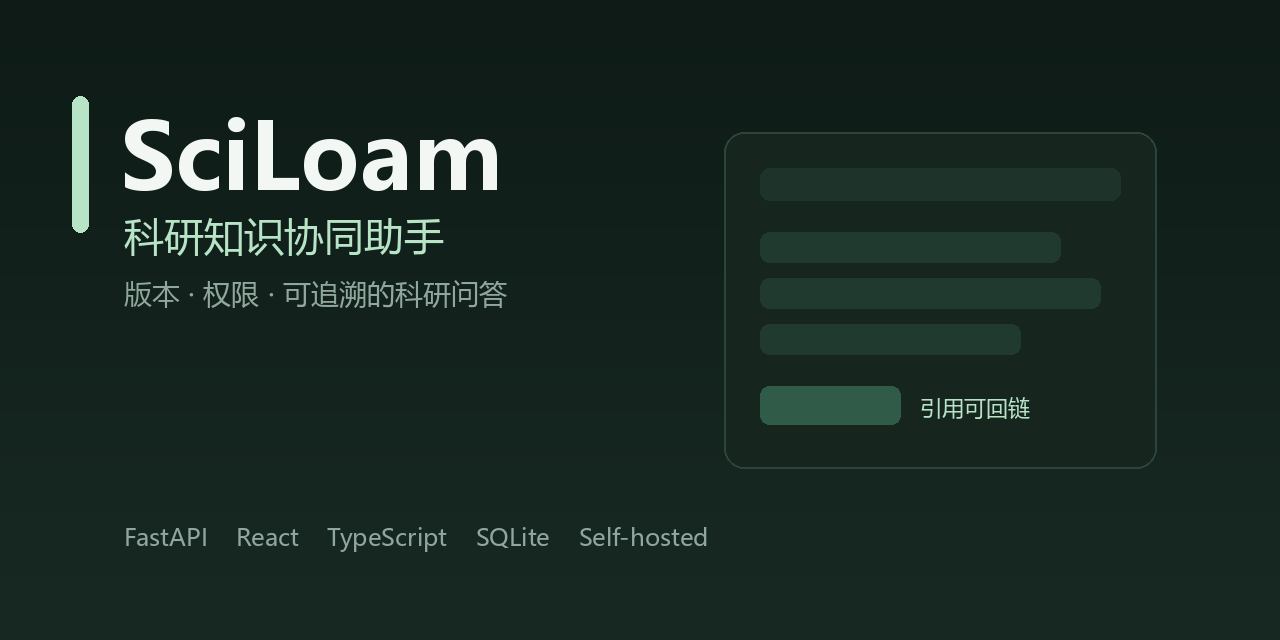 SciLoam
科研知识协同助手
版本 · 权限 · 可追溯的科研问答
引用可回链
FastAPI React TypeScript SQLite Self-hosted